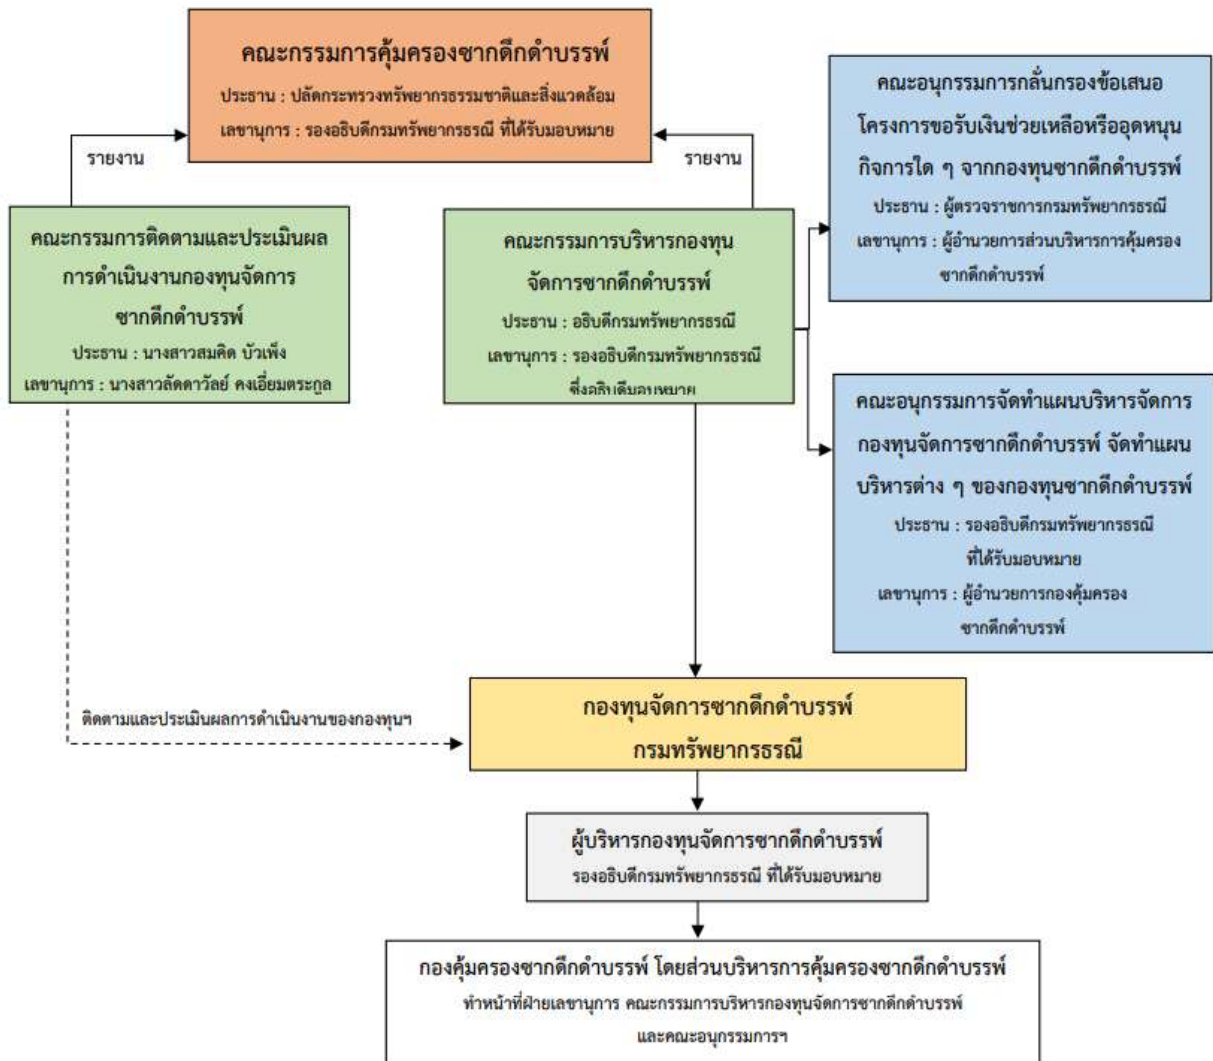 คณะกรรมการคุ้มครองซากดึกดำบรรพ์
ประธาน : ปลัดกระทรวงทรัพยากรธรรมชาติและสิ่งแวดล้อม
เลขานุการ : รองอธิบดีกรมทรัพยากรธรณี ที่ได้รับมอบหมาย
รายงาน
รายงาน
คณะกรรมการติดตามและประเมินผล
การดำเนินงานกองทุนจัดการ
ซากดึกดำบรรพ์
ประธาน : นางสาวสมคิด บัวเพ็ง
เลขานุการ : นางสาวลัดดาวัลย์ คงเอี่ยมตระกูล
คณะกรรมการบริหารกองทุน
จัดการซากดึกดำบรรพ์
ประธาน : อธิบดีกรมทรัพยากรธรณี
เลขานุการ : รองอธิบดีกรมทรัพยากรธรณี
ซึ่งอธิบดีมอบหมาย
คณะอนุกรรมการกลั่นกรองข้อเสนอ
โครงการขอรับเงินช่วยเหลือหรืออุดหนุน
กิจการใด ๆ จากกองทุนซากดึกดำบรรพ์
ประธาน : ผู้ตรวจราชการกรมทรัพยากรธรณี
เลขานุการ : ผู้อำนวยการส่วนบริหารการคุ้มครอง
ซากดึกดำบรรพ์
คณะอนุกรรมการจัดทำแผนบริหารจัดการ
กองทุนจัดการซากดึกดำบรรพ์ จัดทำแผน
บริหารต่าง ๆ ของกองทุนซากดึกดำบรรพ์
ประธาน : รองอธิบดีกรมทรัพยากรธรณี
ที่ได้รับมอบหมาย
เลขานุการ : ผู้อำนวยการกองคุ้มครอง
ซากดึกดำบรรพ์
ติดตามและประเมินผลการดำเนินงานของกองทุนฯ
กองทุนจัดการซากดึกดำบรรพ์
กรมทรัพยากรธรณี
ผู้บริหารกองทุนจัดการซากดึกดำบรรพ์
รองอธิบดีกรมทรัพยากรธรณี ที่ได้รับมอบหมาย
กองคุ้มครองซากดึกดำบรรพ์ โดยส่วนบริหารการคุ้มครองซากดึกดำบรรพ์
ทำหน้าที่ฝ่ายเลขานุการ คณะกรรมการบริหารกองทุนจัดการซากดึกดำบรรพ์
และคณะอนุกรรมการฯ